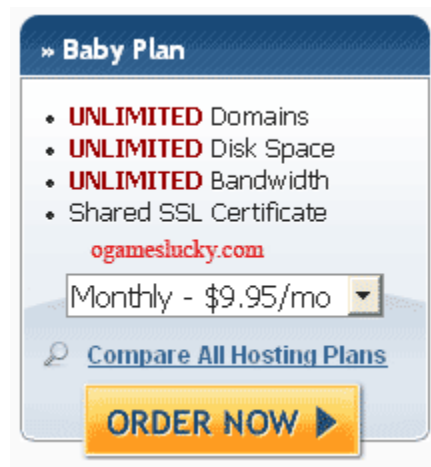 » Baby Plan
• UNLIMITED Domains
• UNLIMITED Disk Space
• UNLIMITED Bandwidth
• Shared SSL Certificate
ogameslucky.com
Monthly - $9.95/mo
Compare All Hosting Plans
ORDER NOW